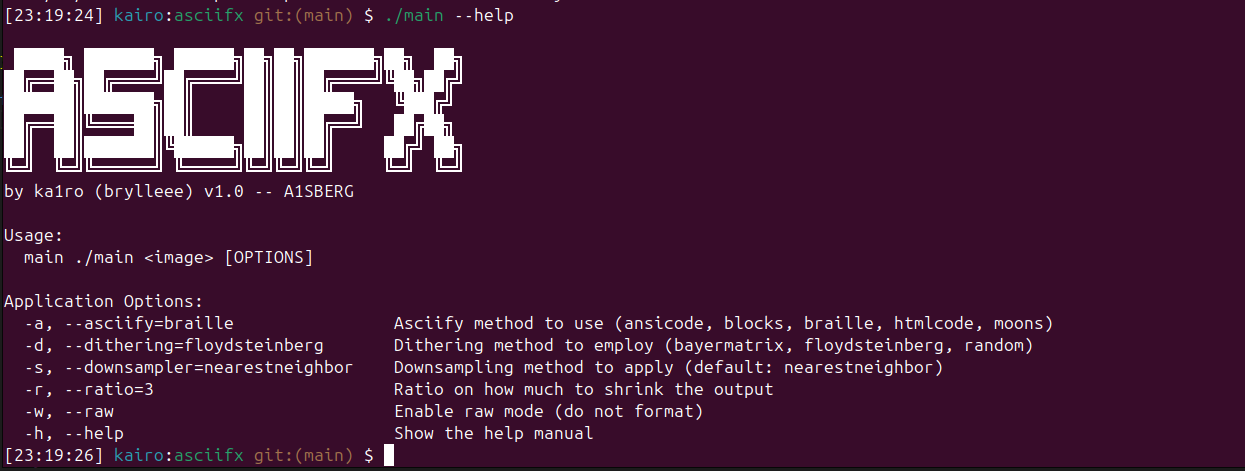 [23:19:24] kairo:asciifx git:(main) $ ./main --help
ASCIIFX
by ka1ro (brylleee) v1.0 -- A1SBERG
Usage:
main ./main <image> [OPTIONS]
Application Options:
-a, --asciify=braille Asciify method to use (ansicode, blocks, braille, htmlcode, moons)
-d, --dithering=floydsteinberg Dithering method to employ (bayermatrix, floydsteinberg, random)
-s, --downsampler=nearestneighbor Downsampling method to apply (default: nearestneighbor)
-r, --ratio=3 Ratio on how much to shrink the output
-w, --raw Enable raw mode (do not format)
-h, --help Show the help manual
[23:19:26] kairo:asciifx git:(main) $